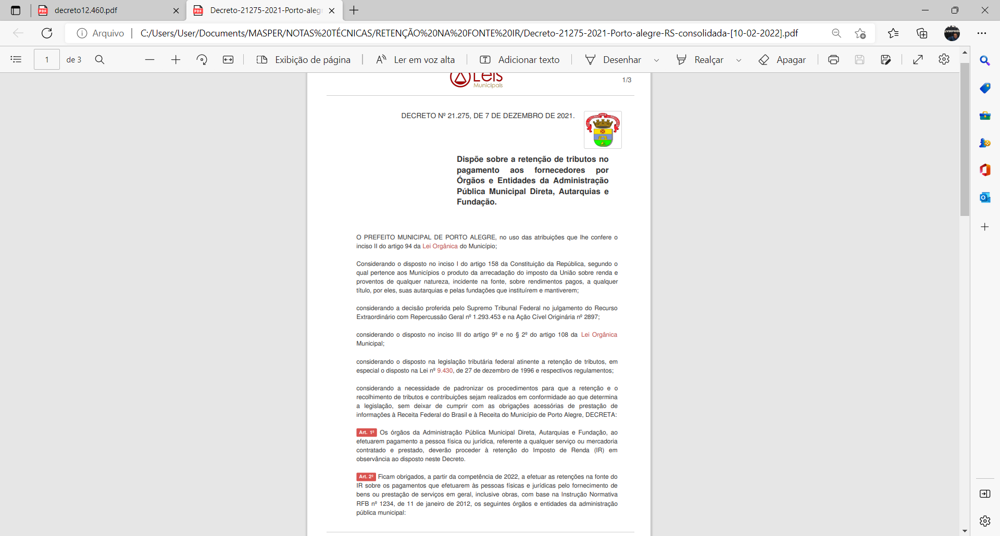 decreto12.460.pdf
Decreto-21275-2021-Porto-aleg
Arquivo
C:/Users/User/Documents/MASPER/NOTAS%20TÉCNICAS/RETENÇÃO%20NA%20FONTE%20IR/Decreto-21275-2021-Porto-alegre-RS-consolidada-[10-02-2022].pdf
1 de 3
Exibição de página
Ler em voz alta
Adicionar texto
Desenhar
Realçar
Apagar
Leis
Municipais
1/3
DECRETO Nº 21.275, DE 7 DE DEZEMBRO DE 2021.
Dispõe sobre a retenção de tributos no
pagamento aos fornecedores por
Órgãos e Entidades da Administração
Pública Municipal Direta, Autarquias e
Fundação.
O PREFEITO MUNICIPAL DE PORTO ALEGRE, no uso das atribuições que lhe confere o
inciso II do artigo 94 da Lei Orgânica do Município;
Considerando o disposto no inciso I do artigo 158 da Constituição da República, segundo o
qual pertence aos Municípios o produto da arrecadação do imposto da União sobre renda e
proventos de qualquer natureza, incidente na fonte, sobre rendimentos pagos, a qualquer
título, por eles, suas autarquias e pelas fundações que instituírem e mantiverem;
considerando a decisão proferida pelo Supremo Tribunal Federal no julgamento do Recurso
Extraordinário com Repercussão Geral nº 1.293.453 e na Ação Cível Originária nº 2897;
considerando o disposto no inciso III do artigo 9º e no § 2º do artigo 108 da Lei Orgânica
Municipal;
considerando o disposto na legislação tributária federal atinente a retenção de tributos, em
especial o disposto na Lei nº 9.430, de 27 de dezembro de 1996 e respectivos regulamentos;
considerando a necessidade de padronizar os procedimentos para que a retenção e o
recolhimento de tributos e contribuições sejam realizados em conformidade ao que determina
a legislação, sem deixar de cumprir com as obrigações acessórias de prestação de
informações à Receita Federal do Brasil e à Receita do Município de Porto Alegre, DECRETA:
Art. 1º Os órgãos da Administração Pública Municipal Direta, Autarquias e Fundação, ao
efetuarem pagamento a pessoa física ou jurídica, referente a qualquer serviço ou mercadoria
contratado e prestado, deverão proceder à retenção do Imposto de Renda (IR) em
observância ao disposto neste Decreto.
Art. 2º Ficam obrigados, a partir da competência de 2022, a efetuar as retenções na fonte do
IR sobre os pagamentos que efetuarem às pessoas físicas e jurídicas pelo fornecimento de
bens ou prestação de serviços em geral, inclusive obras, com base na Instrução Normativa
RFB nº 1234, de 11 de janeiro de 2012, os seguintes órgãos e entidades da administração
pública municipal: